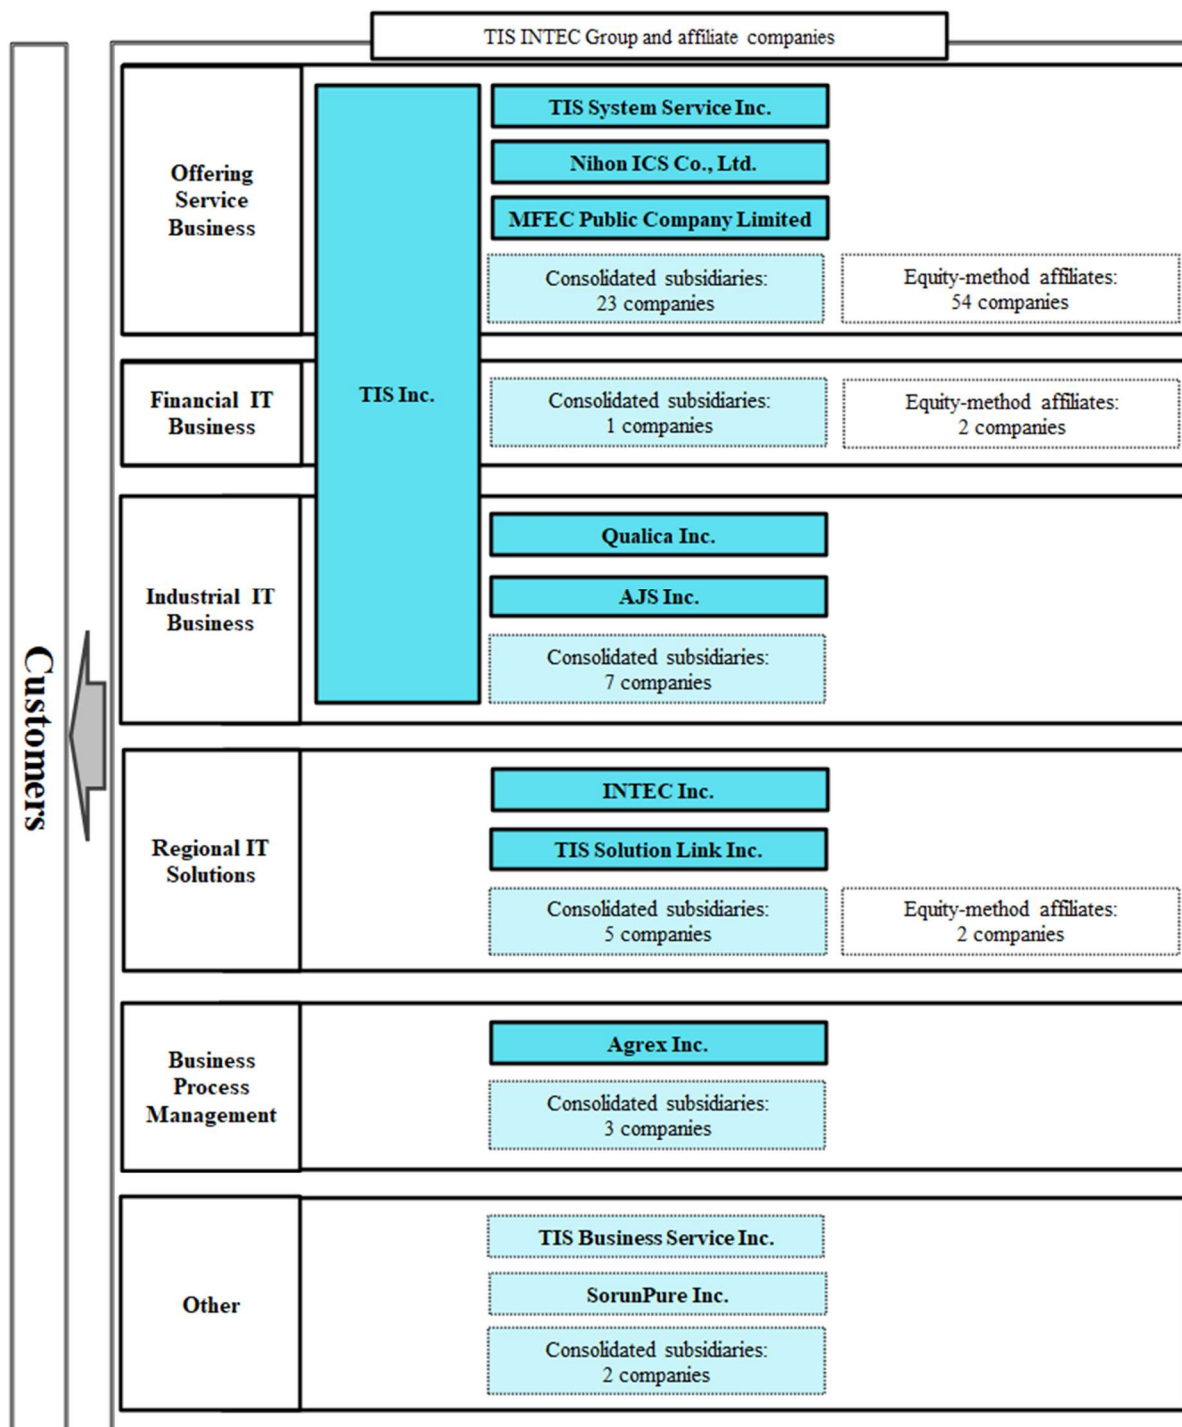 TIS INTEC Group and affiliate companies
Customers
Offering
Service
Business
TIS Inc.
TIS System Service Inc.
Nihon ICS Co., Ltd.
MFEC Public Company Limited
Consolidated subsidiaries:
23 companies
Equity-method affiliates:
54 companies
Financial IT
Business
Consolidated subsidiaries:
1 companies
Equity-method affiliates:
2 companies
Industrial IT
Business
Qualica Inc.
AJS Inc.
Consolidated subsidiaries:
7 companies
Regional IT
Solutions
INTEC Inc.
TIS Solution Link Inc.
Consolidated subsidiaries:
5 companies
Equity-method affiliates:
2 companies
Business
Process
Management
Agrex Inc.
Consolidated subsidiaries:
3 companies
Other
TIS Business Service Inc.
SorunPure Inc.
Consolidated subsidiaries:
2 companies